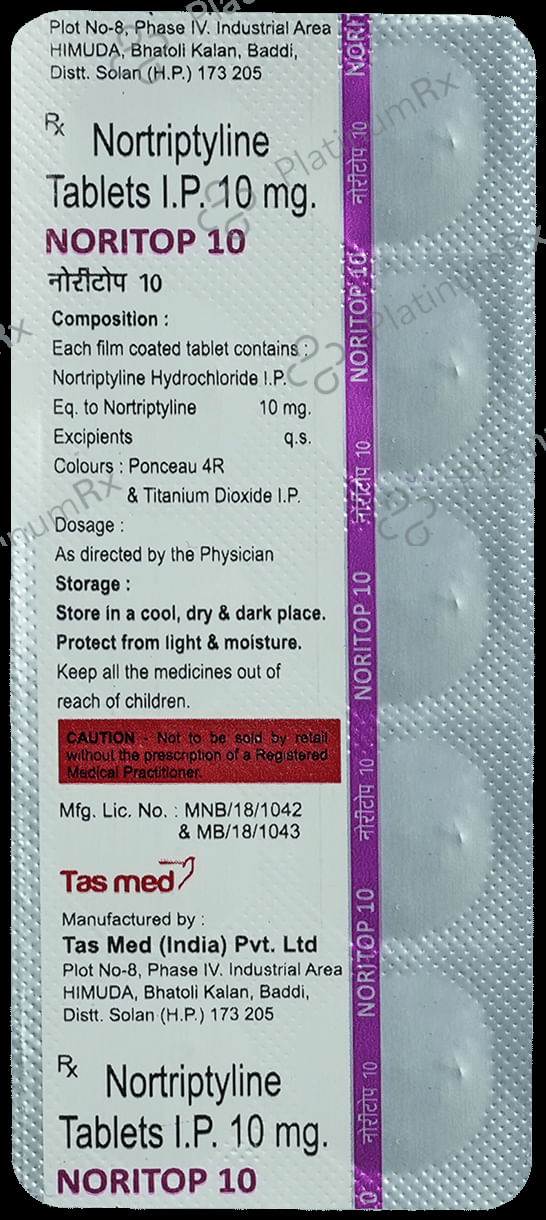 Plot No-8, Phase IV. Industrial Area
HIMUDA, Bhatoli Kalan, Baddi,
Distt. Solan (H.P.) 173 205
Rx Nortriptyline
Tablets I.P. 10 mg.
NORITOP 10
नोरीटोप 10
Composition :
Each film coated tablet contains :
Nortriptyline Hydrochloride I.P.
Eq. to Nortriptyline 10 mg.
Excipients q.s.
Colours : Ponceau 4R
& Titanium Dioxide I.P.
Dosage :
As directed by the Physician
Storage :
Store in a cool, dry & dark place.
Protect from light & moisture.
Keep all the medicines out of
reach of children.
CAUTION - Not to be sold by retail
without the prescription of a Registered
Medical Practitioner.
Mfg. Lic. No. : MNB/18/1042
& MB/18/1043
Tas med
Manufactured by :
Tas Med (India) Pvt. Ltd
Plot No-8, Phase IV. Industrial Area
HIMUDA, Bhatoli Kalan, Baddi,
Distt. Solan (H.P.) 173 205
Rx Nortriptyline
Tablets I.P. 10 mg.
NORITOP 10
NORI
नोरीटोप 10
NORITOP 10
नोरीटोप 10
NORITOP 10
नोरीटोप 10
NORITOP 10
नोरीटोप 10
PlatinumRx
PlatinumRx